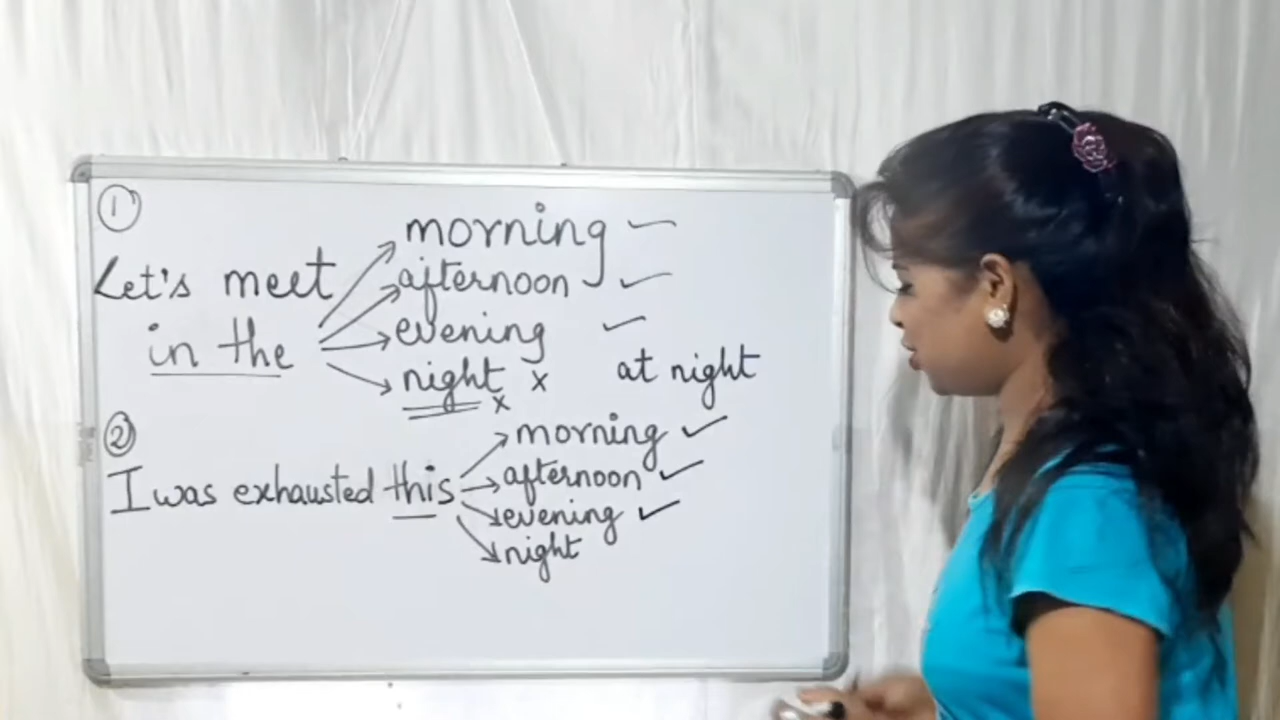 1
morning
Let's meet afternoon
evening
in the
night x at night
x
2
morning
I was exhausted this afternoon
evening
night